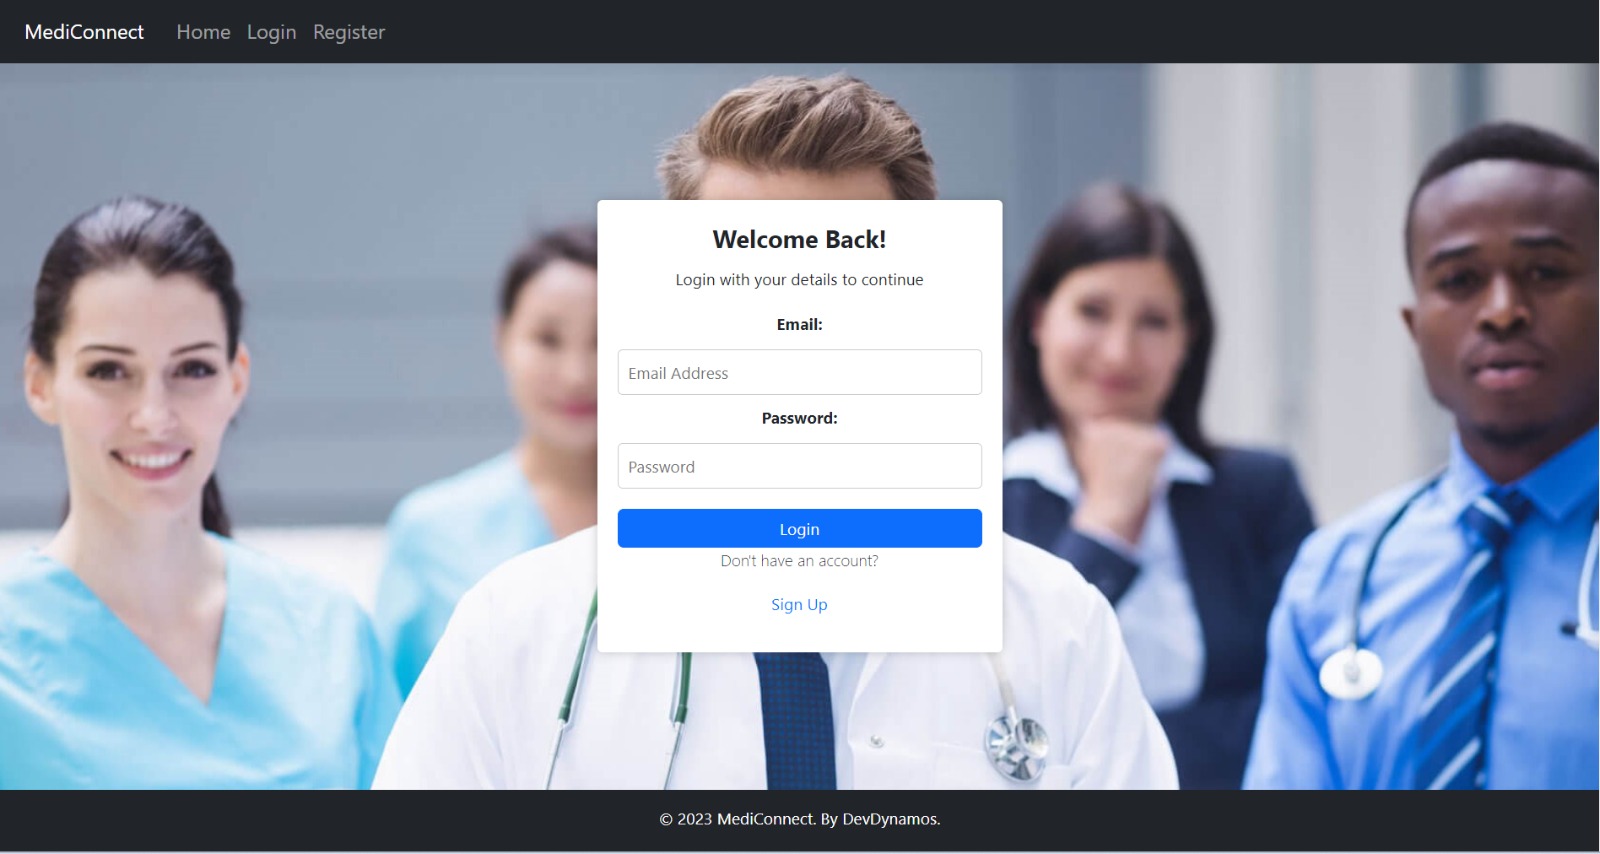 MediConnect Home Login Register
Welcome Back!
Login with your details to continue
Email:
Email Address
Password:
Password
Login
Don't have an account?
Sign Up
© 2023 MediConnect. By DevDynamos.